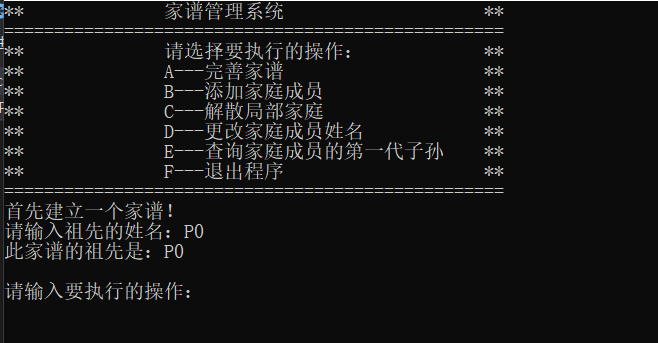 ** 家谱管理系统 **
==================================================
** 请选择要执行的操作： **
** A---完善家谱 **
** B---添加家庭成员 **
** C---解散局部家庭 **
** D---更改家庭成员姓名 **
** E---查询家庭成员的第一代子孙 **
** F---退出程序 **
==================================================
首先建立一个家谱！
请输入祖先的姓名：P0
此家谱的祖先是：P0
请输入要执行的操作：